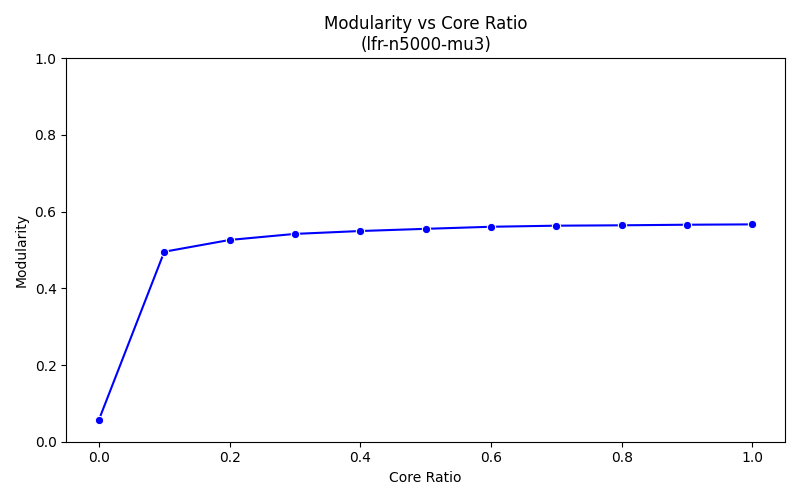 Modularity vs Core Ratio
(lfr-n5000-mu3)
1.0
0.8
0.6
0.4
0.2
0.0
Modularity
0.0 0.2 0.4 0.6 0.8 1.0
Core Ratio